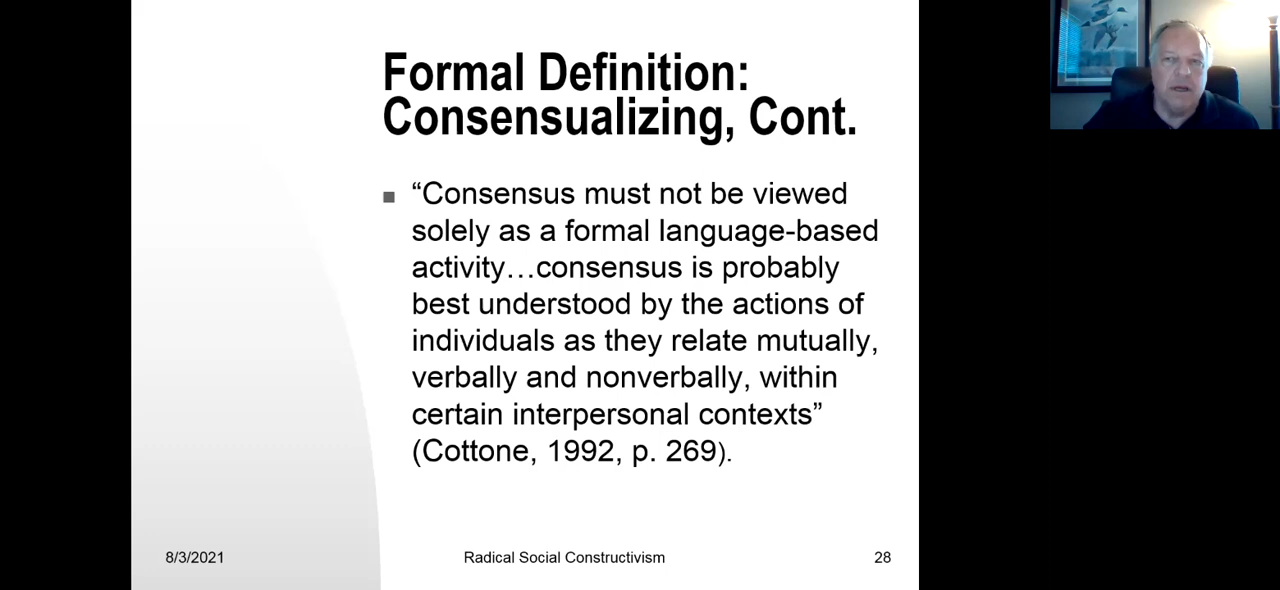 Formal Definition:
Consensualizing, Cont.
“Consensus must not be viewed
solely as a formal language-based
activity…consensus is probably
best understood by the actions of
individuals as they relate mutually,
verbally and nonverbally, within
certain interpersonal contexts”
(Cottone, 1992, p. 269).
8/3/2021
Radical Social Constructivism
28